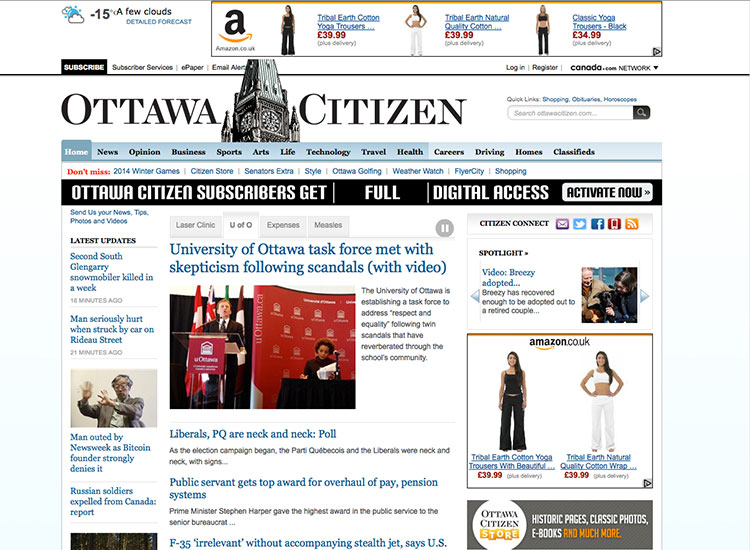 -15° A few clouds
DETAILED FORECAST
a
Amazon.co.uk
Tribal Earth Cotton
Yoga Trousers ...
£39.99
(plus delivery)
Tribal Earth Natural
Quality Cotton ...
£39.99
(plus delivery)
Classic Yoga
Trousers - Black
£34.99
(plus delivery)
SUBSCRIBE Subscriber Services | ePaper | Email Alerts
Log in | Register | canada.com NETWORK
OTTAWA CITIZEN
Quick Links: Shopping, Obituaries, Horoscopes
Search ottawacitizen.com...
Home News Opinion Business Sports Arts Life Technology Travel Health Careers Driving Homes Classifieds
Don't miss: 2014 Winter Games | Citizen Store | Senators Extra | Style | Ottawa Golfing | Weather Watch | FlyerCity | Shopping
OTTAWA CITIZEN SUBSCRIBERS GET | FULL | DIGITAL ACCESS ACTIVATE NOW »
Send Us your News, Tips,
Photos and Videos
LATEST UPDATES
Second South
Glengarry
snowmobiler killed in
a week
16 MINUTES AGO
Man seriously hurt
when struck by car on
Rideau Street
21 MINUTES AGO
Man outed by
Newsweek as Bitcoin
founder strongly
denies it
Russian soldiers
expelled from Canada:
report
Laser Clinic U of O Expenses Measles
University of Ottawa task force met with
skepticism following scandals (with video)
uOttawa
uOttawa.ca
The University of Ottawa is
establishing a task force to
address “respect and
equality” following twin
scandals that have
reverberated through the
school's community.
Liberals, PQ are neck and neck: Poll
As the election campaign began, the Parti Québecois and the Liberals were neck and
neck, with signs...
Public servant gets top award for overhaul of pay, pension
systems
Prime Minister Stephen Harper gave the highest award in the public service to the
senior bureaucrat ...
F-35 ‘irrelevant’ without accompanying stealth jet, says U.S.
CITIZEN CONNECT
SPOTLIGHT »
Video: Breezy
adopted...
Breezy has recovered
enough to be adopted out to
a retired couple...
amazon.co.uk
Tribal Earth Cotton Yoga
Trousers With Beautiful ...
£39.99 (plus delivery)
Tribal Earth Natural
Quality Cotton Wrap ...
£39.99 (plus delivery)
OTTAWA
CITIZEN
STORE
HISTORIC PAGES, CLASSIC PHOTOS,
E-BOOKS AND MUCH MORE.